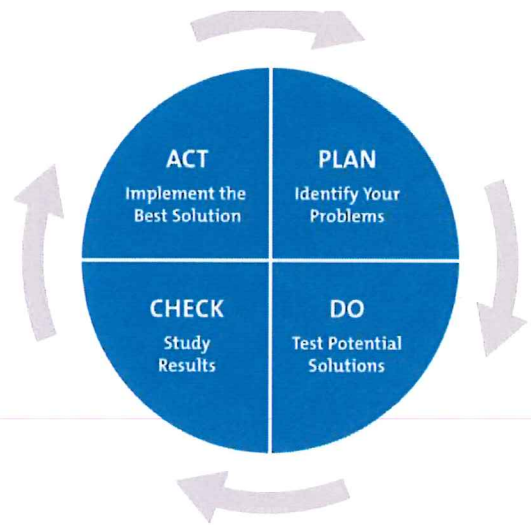 ACT
Implement the
Best Solution
PLAN
Identify Your
Problems
CHECK
Study
Results
DO
Test Potential
Solutions